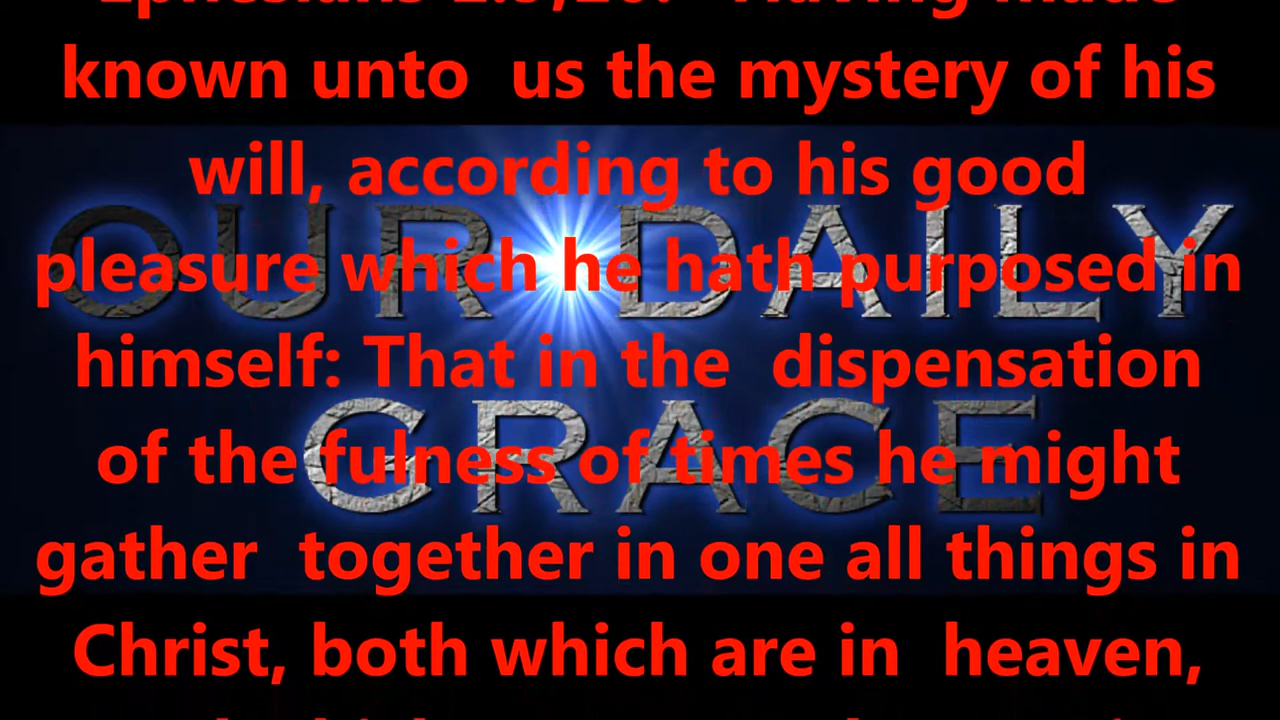 Ephesians 1:9,10: Having made
known unto us the mystery of his
will, according to his good
OUR DAILY
pleasure which he hath purposed in
himself: That in the dispensation
GRACE
of the fulness of times he might
gather together in one all things in
Christ, both which are in heaven,